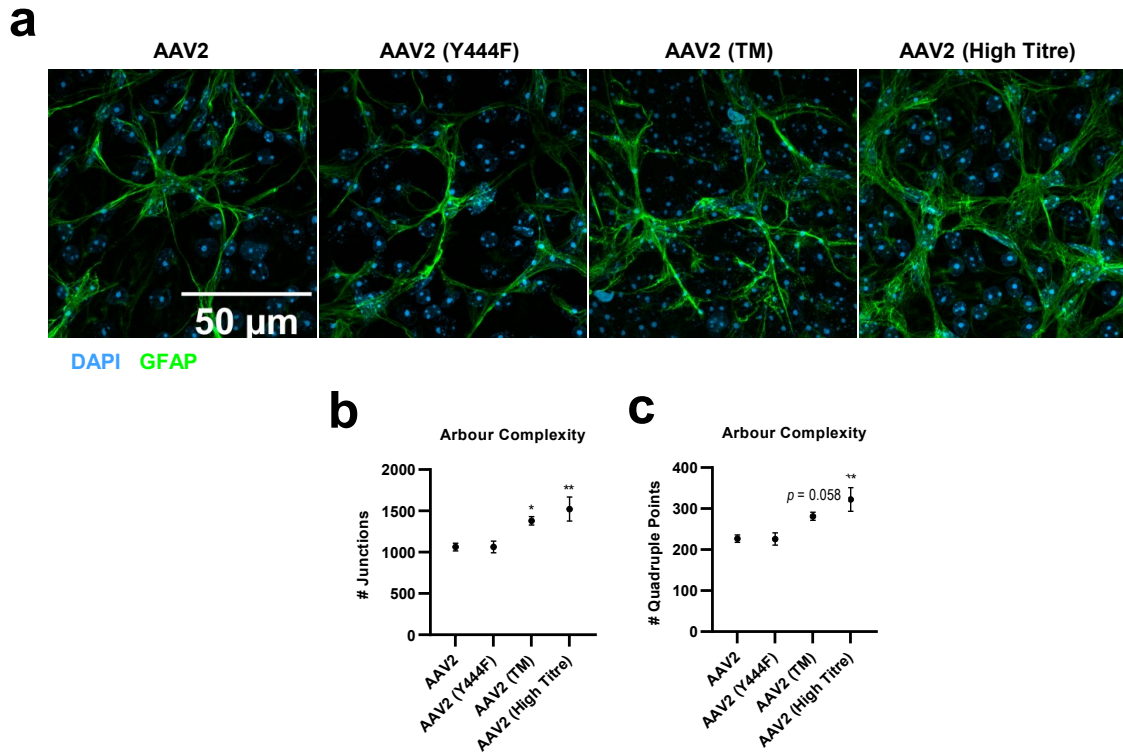 a
AAV2
AAV2 (Y444F)
AAV2 (TM)
AAV2 (High Titre)
50 µm
DAPI GFAP
b
Arbour Complexity
# Junctions
2000
1500
1000
500
0
*
**
AAV2
AAV2 (Y444F)
AAV2 (TM)
AAV2 (High Titre)
c
Arbour Complexity
# Quadruple Points
400
300
200
100
0
p = 0.058
**
AAV2
AAV2 (Y444F)
AAV2 (TM)
AAV2 (High Titre)